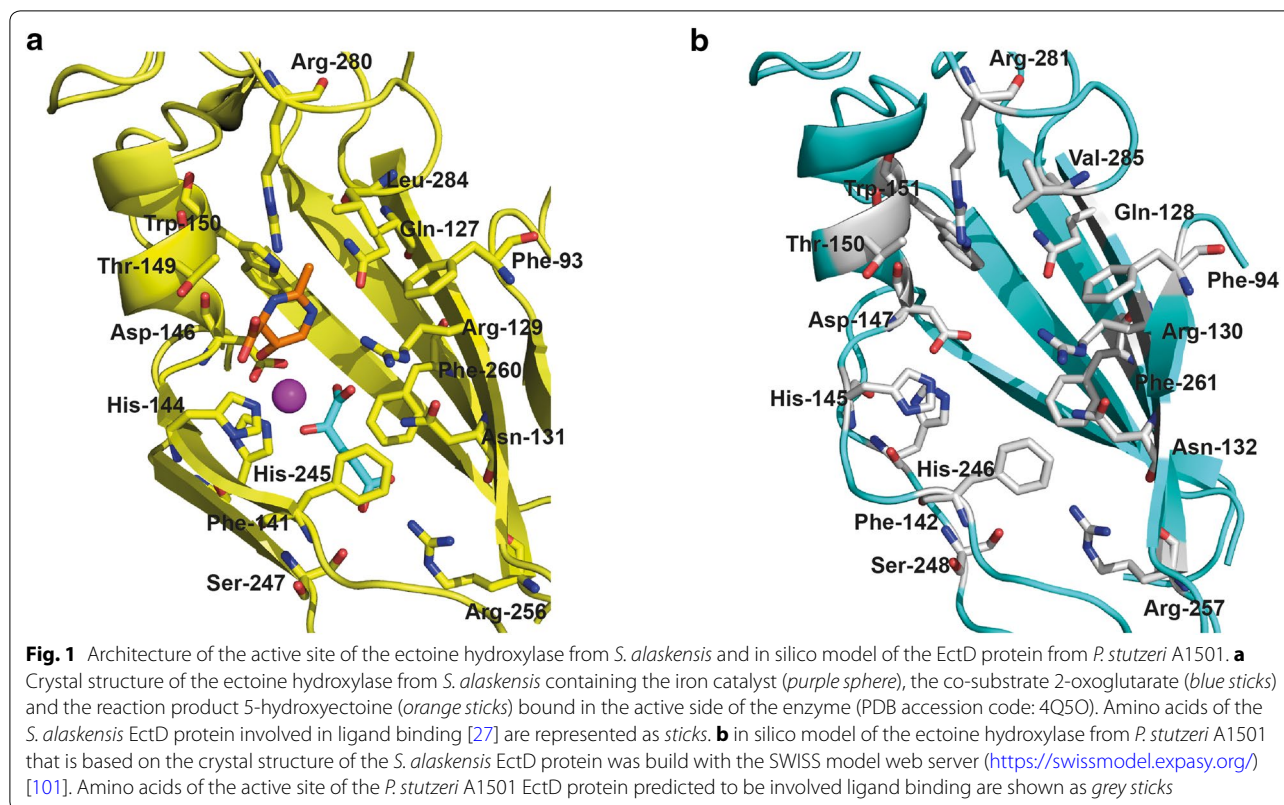 a
Arg-280
Leu-284
Trp-150
Gln-127
Thr-149
Phe-93
Asp-146
Arg-129
Phe-260
His-144
Asn-131
His-245
Phe-141
Ser-247
Arg-256
b
Arg-281
Val-285
Trp-151
Gln-128
Thr-150
Phe-94
Asp-147
Arg-130
Phe-261
His-145
Asn-132
His-246
Phe-142
Ser-248
Arg-257
Fig. 1 Architecture of the active site of the ectoine hydroxylase from S. alaskensis and in silico model of the EctD protein from P. stutzeri A1501. a
Crystal structure of the ectoine hydroxylase from S. alaskensis containing the iron catalyst (purple sphere), the co-substrate 2-oxoglutarate (blue sticks)
and the reaction product 5-hydroxyectoine (orange sticks) bound in the active side of the enzyme (PDB accession code: 4Q5O). Amino acids of the
S. alaskensis EctD protein involved in ligand binding [27] are represented as sticks. b in silico model of the ectoine hydroxylase from P. stutzeri A1501
that is based on the crystal structure of the S. alaskensis EctD protein was build with the SWISS model web server (https://swissmodel.expasy.org/)
[101]. Amino acids of the active site of the P. stutzeri A1501 EctD protein predicted to be involved ligand binding are shown as grey sticks